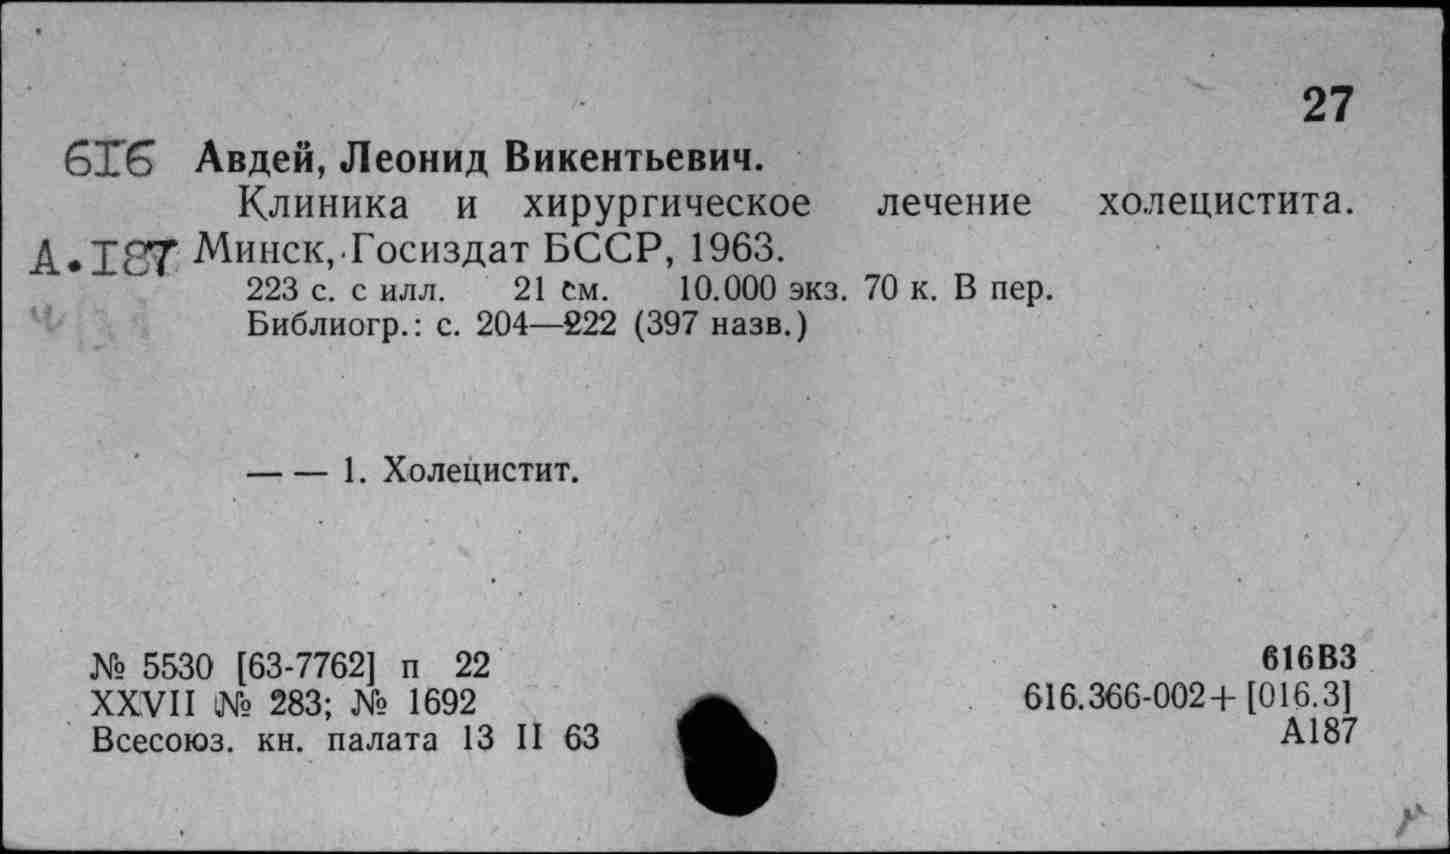 27
6I6 Авдей, Леонид Викентьевич.
Клиника и хирургическое лечение холецистита.
А.I87 Минск, Госиздат БССР, 1963.
223 с. с илл. 21 см. 10.000 экз. 70 к. В пер.
Библиогр.: с. 204—222 (397 назв.)
— — 1. Холецистит.
№ 5530 [63-7762] п 22
XXVII № 283; № 1692
Всесоюз. кн. палата 13 II 63
616В3
616.366-002+[016.3]
А187